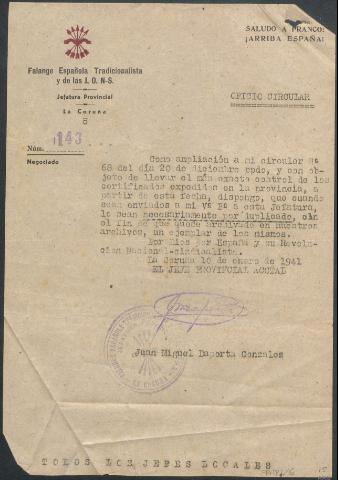 SALUDO A FRANCO:
¡ARRIBA ESPAÑA!
Falange Española Tradicionalista
y de las J. O. N-S.
Jefatura Provincial
La Coruña
OFICIO CIRCULAR
Núm. 143
Negociado
Como ampliación a mi circular nº
68 del día 20 de diciembre ppdo, y con ob-
jeto de llevar el más exacto control de los
certificados expedidos en la provincia, a
partir de esta fecha, dispongo, que cuando
sean enviados a mi Vº Bº a esta Jefatura,
lo sean necesariamente por duplicado, con
el fin de que quede archivado en nuestros
archivos, un ejemplar de los mismos.
Por Dios por España y su Revolu-
cion Nacional-sindicalista.
La Coruña 10 de enero de 1941
EL JEFE PROVINCIAL ACCTAL
LA CORUÑA
Juan Miguel Daporta Gonzales
TODOS LOS JEFES LOCALES